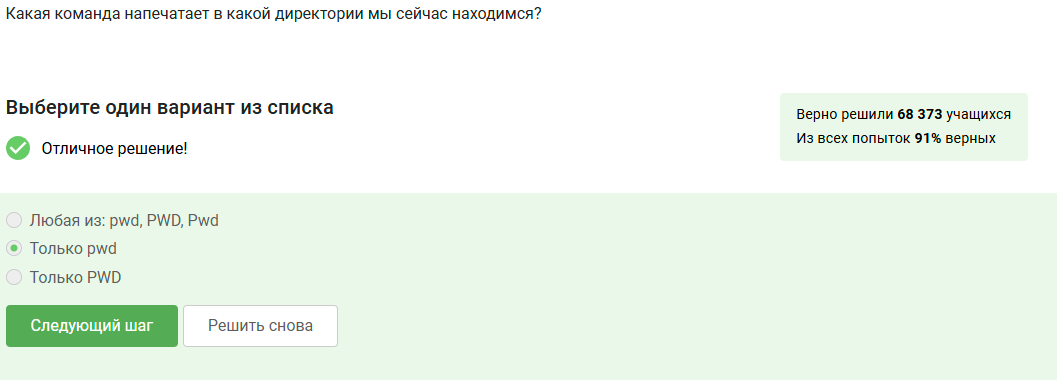 Какая команда напечатает в какой директории мы сейчас находимся?
Выберите один вариант из списка
Отличное решение!
Верно решили 68 373 учащихся
Из всех попыток 91% верных
Любая из: pwd, PWD, Pwd
Только pwd
Только PWD
Следующий шаг
Решить снова